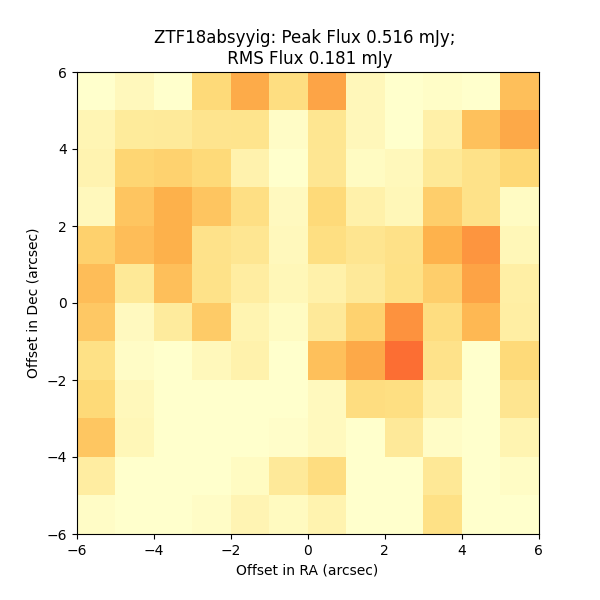 ZTF18absyyig: Peak Flux 0.516 mJy;
RMS Flux 0.181 mJy
6
4
2
0
−2
−4
−6
Offset in Dec (arcsec)
−6 −4 −2 0 2 4 6
Offset in RA (arcsec)